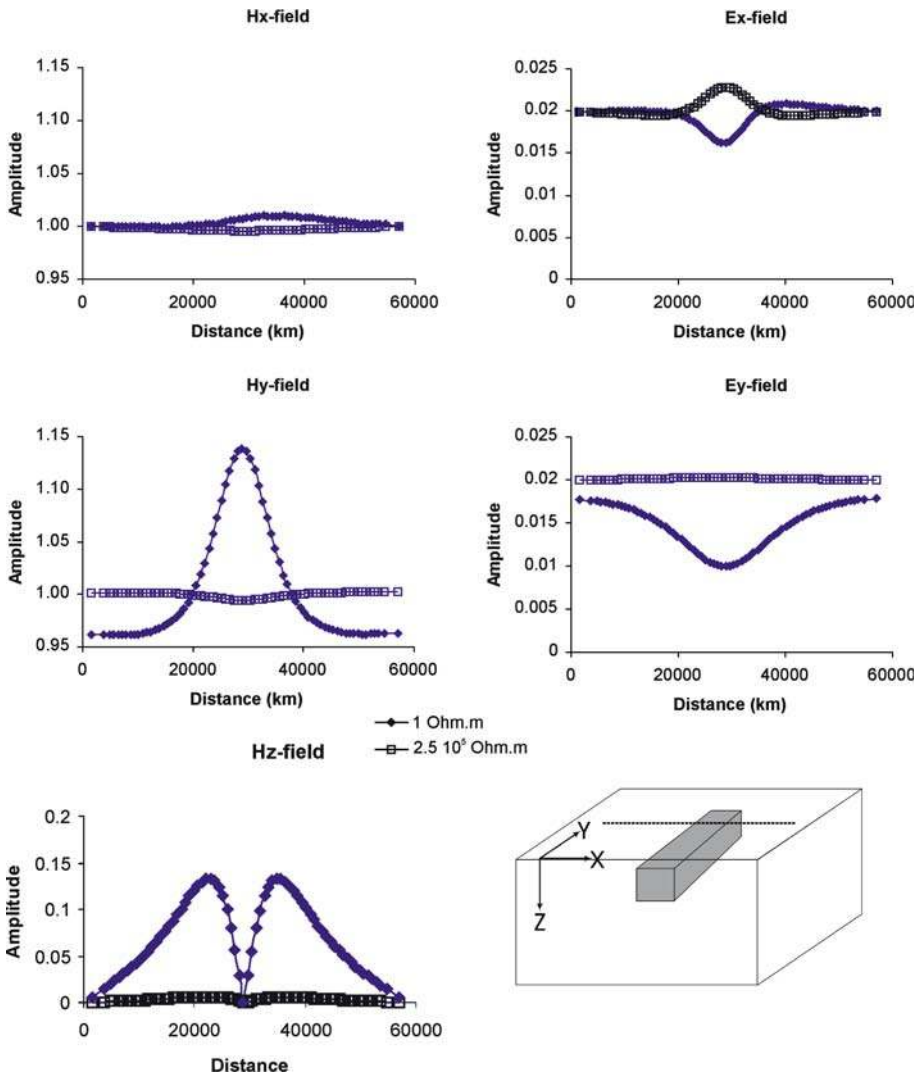 Hx-field
1.15
1.10
1.05
1.00
0.95
Amplitude
0 20000 40000 60000
Distance (km)
Ex-field
0.025
0.020
0.015
0.01
0.005
0
Amplitude
0 20000 40000 60000
Distance (km)
Hy-field
1.15
1.10
1.05
1.00
0.95
Amplitude
0 20000 40000 60000
Distance (km)
Ey-field
0.025
0.02
0.015
0.01
0.005
0
Amplitude
0 20000 40000 60000
Distance (km)
1 Ohm.m
2.5 10⁵ Ohm.m
Hz-field
0.2
0.15
0.1
0.05
0
Amplitude
0 20000 40000 60000
Distance
Y
X
Z